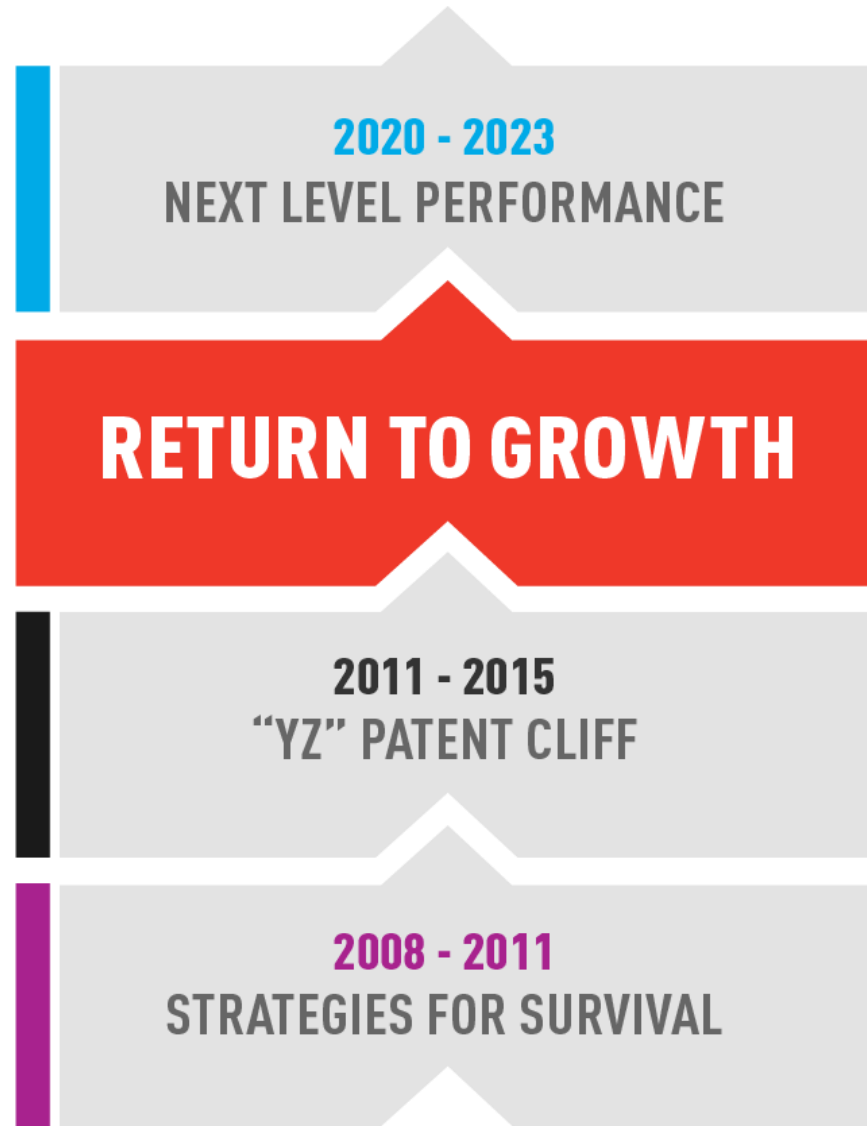 2020 - 2023
NEXT LEVEL PERFORMANCE
RETURN TO GROWTH
2011 - 2015
“YZ” PATENT CLIFF
2008 - 2011
STRATEGIES FOR SURVIVAL